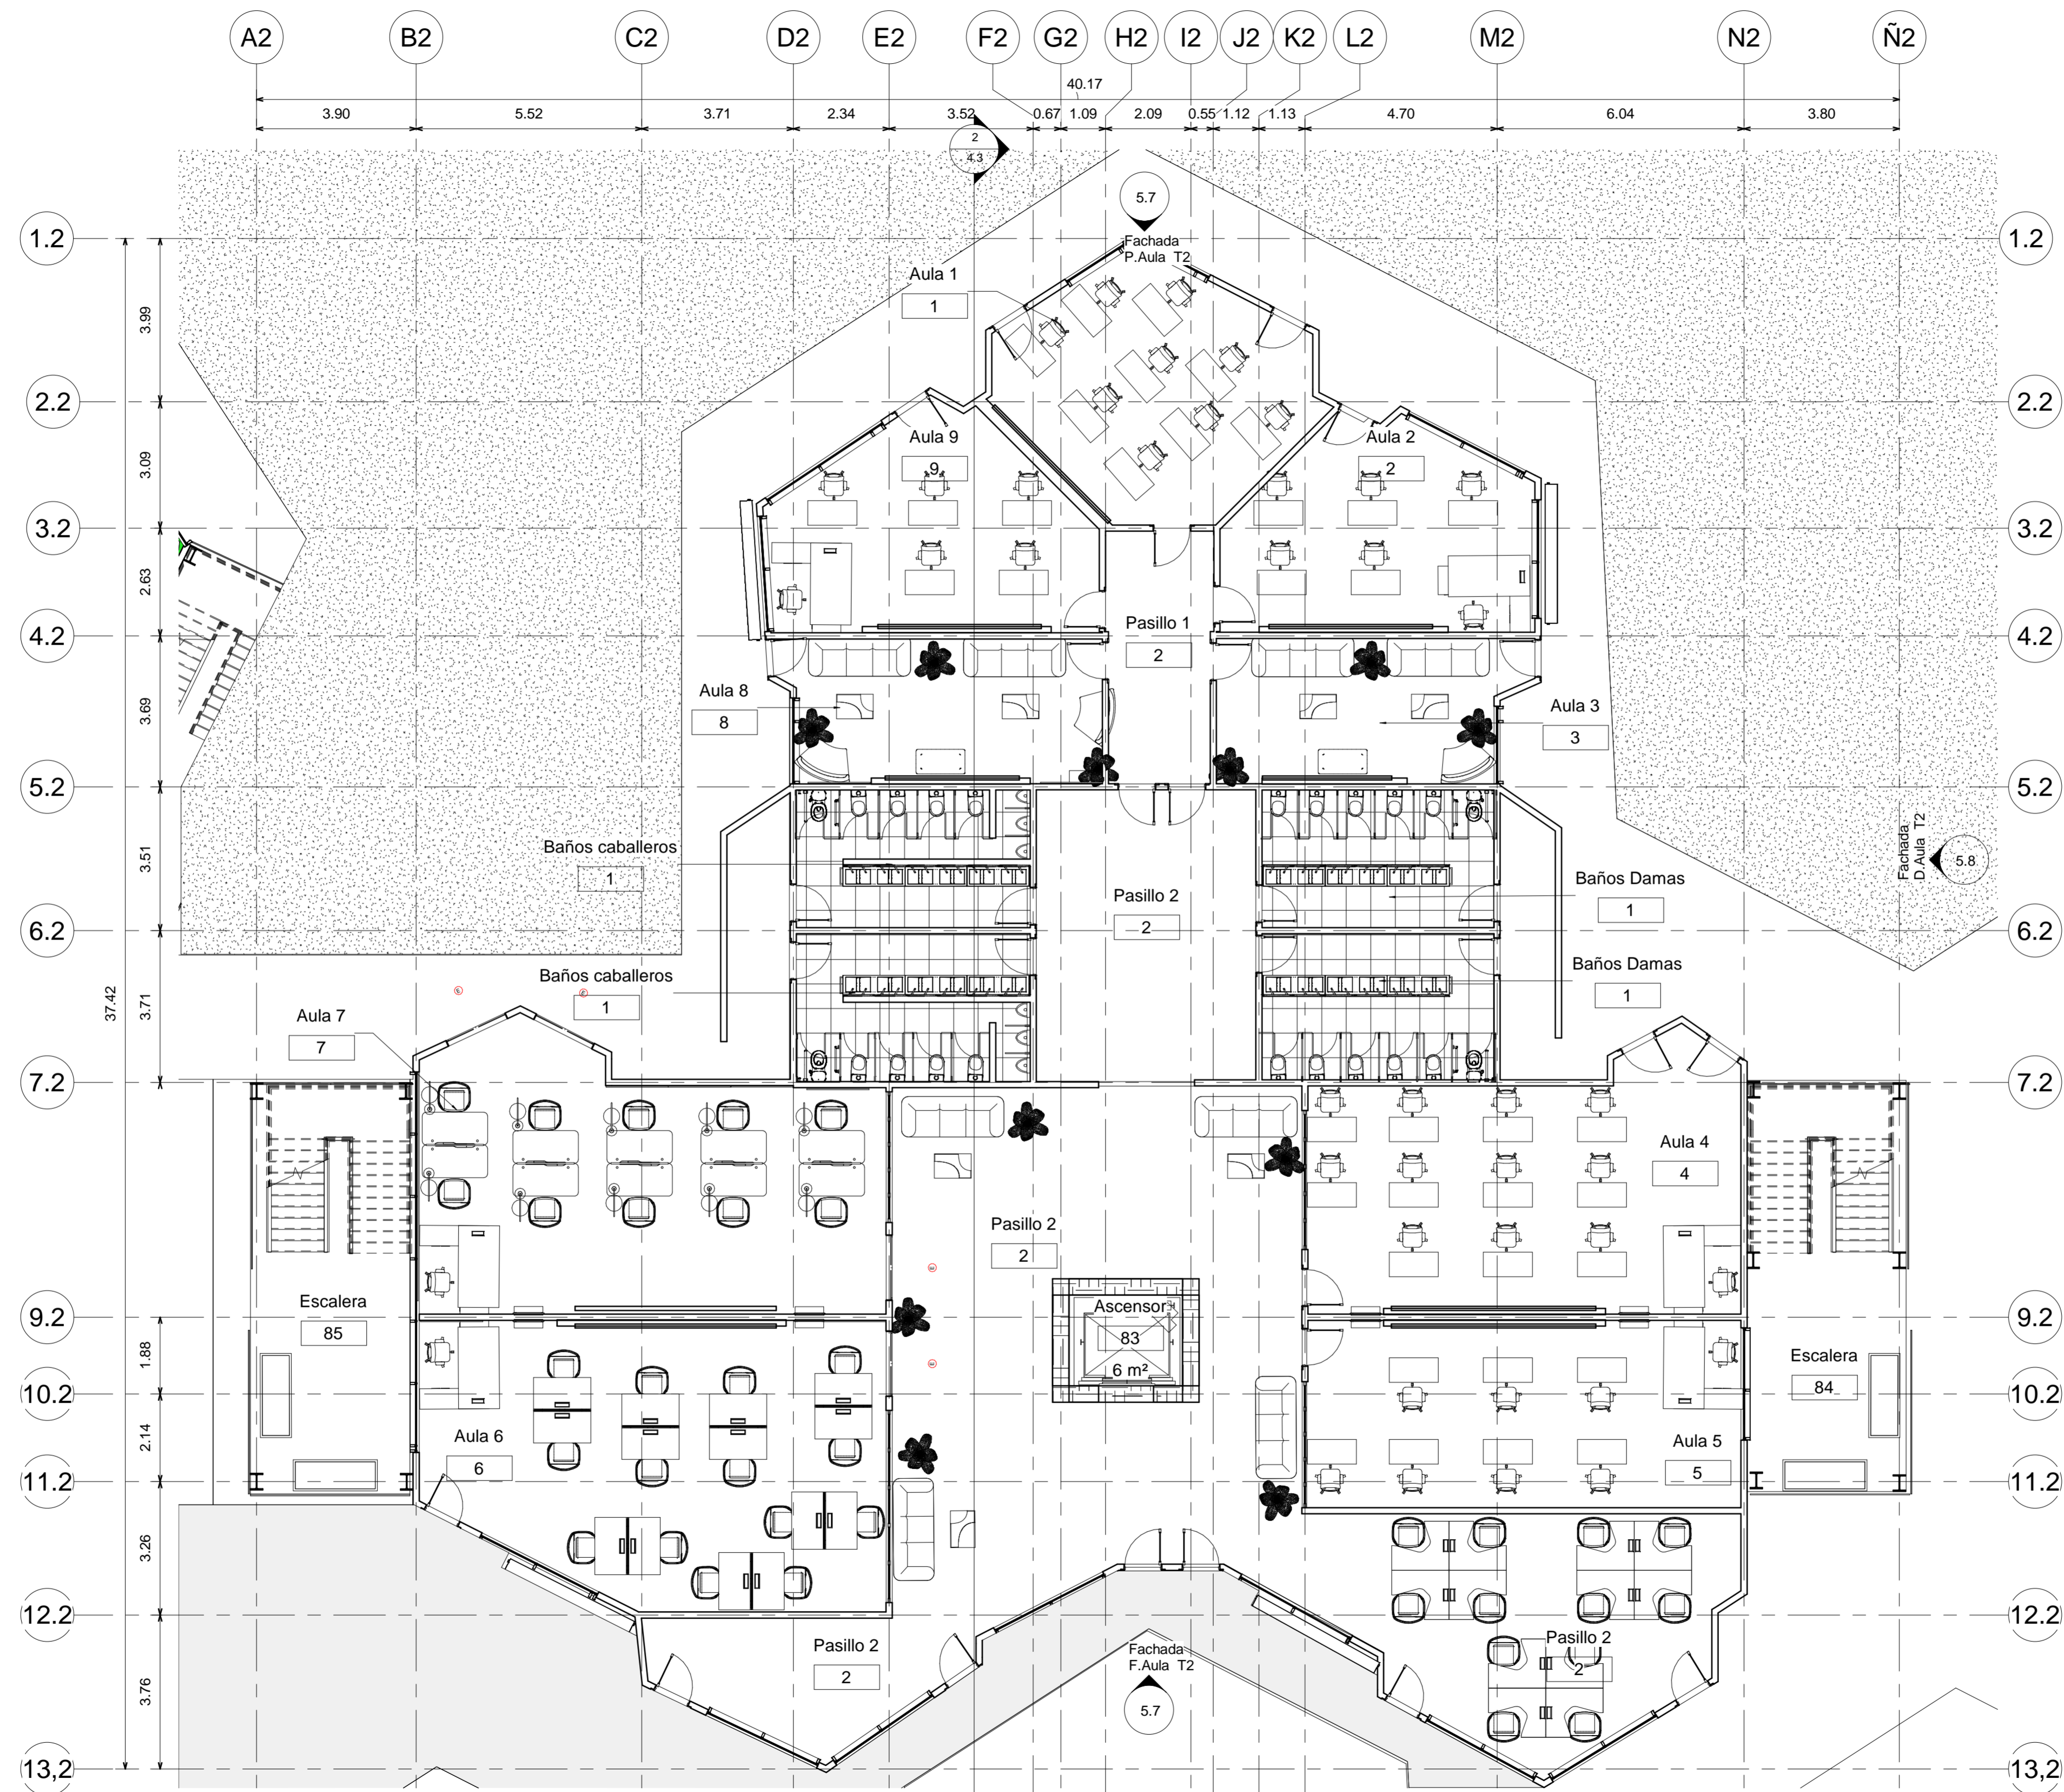 A2 B2 C2 D2 E2 F2 G2 H2 I2 J2 K2 L2 M2 N2 Ñ2
40.17
3.90 5.52 3.71 2.34 3.52 0.67 1.09 2.09 0.55 1.12 1.13 4.70 6.04 3.80
2
4.3
5.7
1.2 1.2
Fachada
P.Aula T2
Aula 1
1
3.99
2.2 2.2
Aula 9
9
Aula 2
2
3.09
3.2 3.2
2.63
Pasillo 1
2
4.2 4.2
Aula 8
8
Aula 3
3
3.69
5.2 5.2
Baños caballeros
1
3.51
Fachada
D.Aula T2
5.8
Baños Damas
1
Pasillo 2
2
6.2 6.2
Baños caballeros
1
Baños Damas
1
37.42
3.71
Aula 7
7
7.2 7.2
Aula 4
4
Pasillo 2
2
Escalera
85
Ascensor
83
6 m²
9.2 9.2
1.88
Escalera
84
10.2 10.2
2.14
Aula 6
6
Aula 5
5
11.2 11.2
3.26
12.2 12.2
Pasillo 2
2
Fachada
F.Aula T2
5.7
Pasillo 2
2
3.76
13,2 13,2